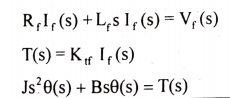 R_f I_f (s) + L_f s I_f (s) = V_f (s)
T(s) = K_tf I_f (s)
Js²θ(s) + Bsθ(s) = T(s)